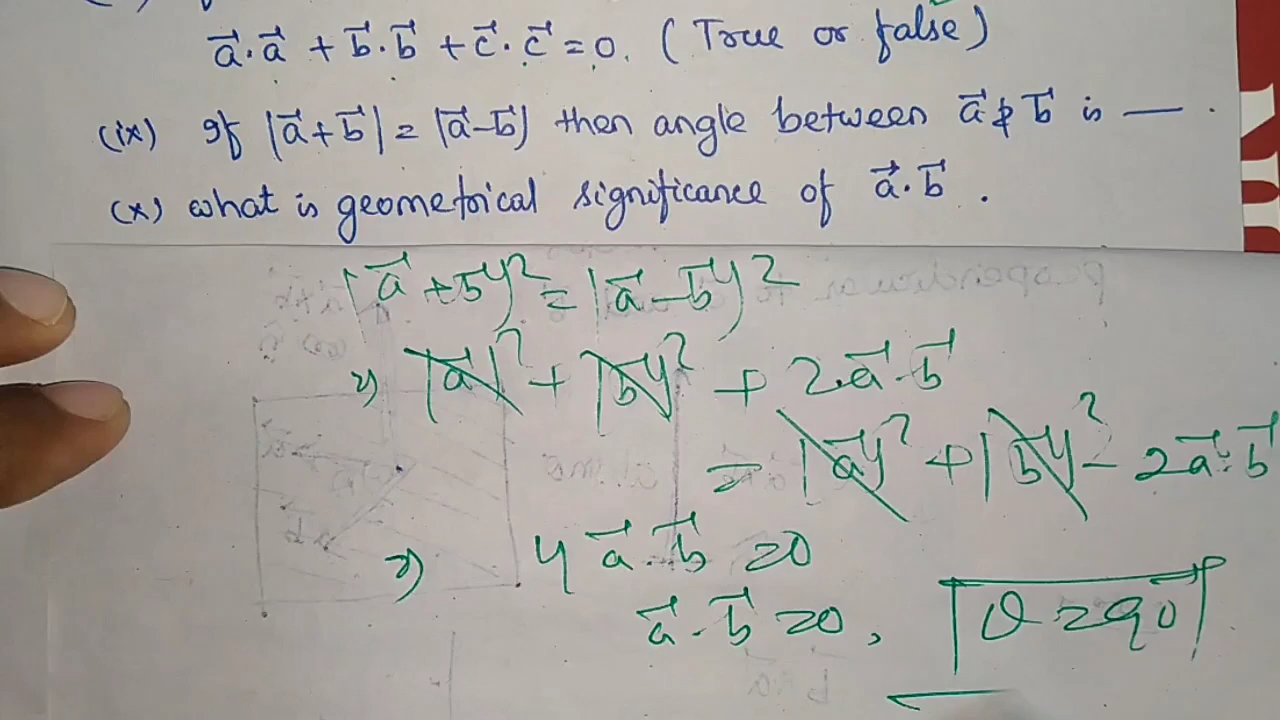 a⃗·a⃗ + b⃗·b⃗ + c⃗·c⃗ = 0. (True or false)
(ix) If |a⃗+b⃗| = |a⃗-b⃗| then angle between a⃗ & b⃗ is — .
(x) what is geometrical significance of a⃗·b⃗ .
|a⃗ + b⃗|² = |a⃗ - b⃗|²
⇒) |a⃗|² + |b⃗|² + 2a⃗·b⃗
= |a⃗|² + |b⃗|² - 2a⃗·b⃗
⇒) 4 a⃗·b⃗ = 0
a⃗·b⃗ = 0, θ = 90